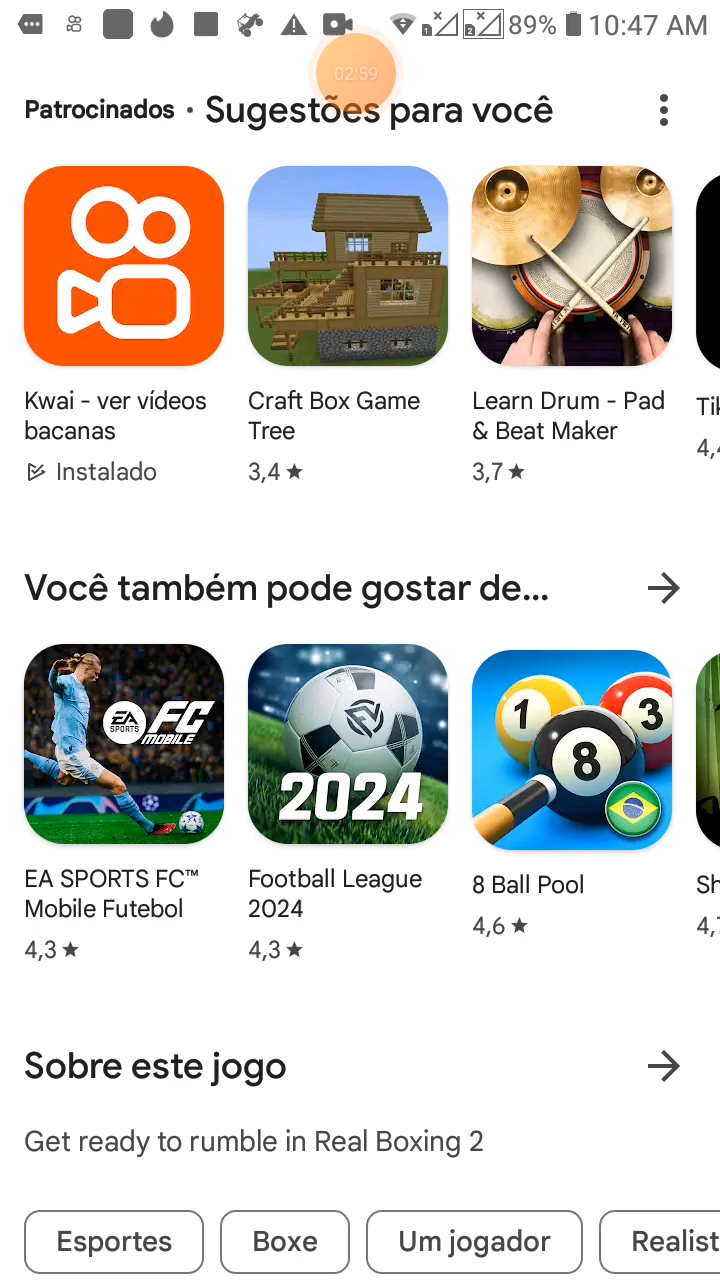 89% 10:47 AM
02:59
Patrocinados • Sugestões para você
Kwai - ver vídeos
bacanas
Instalado
Craft Box Game
Tree
3,4 ★
Learn Drum - Pad
& Beat Maker
3,7 ★
Você também pode gostar de...
EA
SPORTS
FC
MOBILE
EA SPORTS FC™
Mobile Futebol
4,3 ★
2024
Football League
2024
4,3 ★
1
3
8
8 Ball Pool
4,6 ★
Sobre este jogo
Get ready to rumble in Real Boxing 2
Esportes
Boxe
Um jogador
Realist